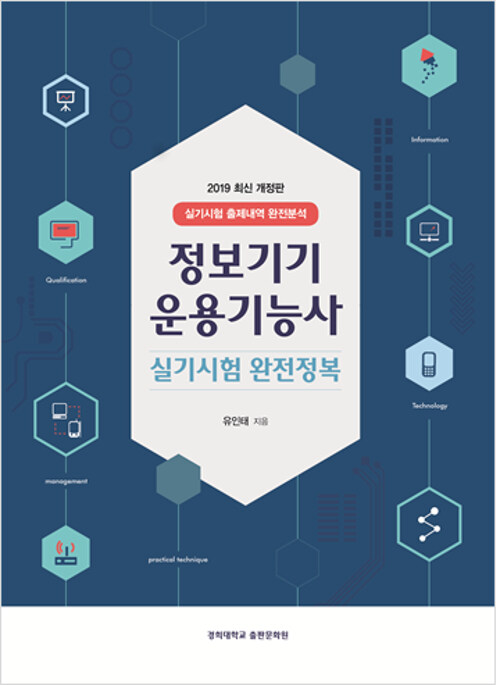 2019 최신 개정판
실기시험 출제내역 완전분석
정보기기
운용기능사
실기시험 완전정복
유인태 지음
Information
Qualification
Technology
management
practical technique
경희대학교 출판문화원